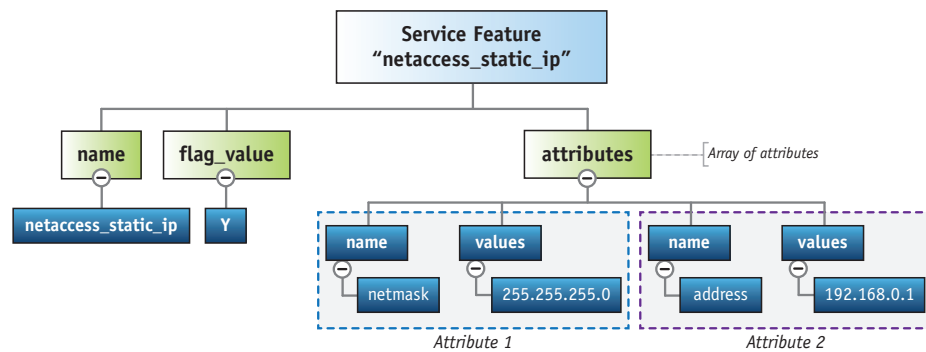 Service Feature
“netaccess_static_ip”
name
flag_value
attributes
Array of attributes
netaccess_static_ip
Y
name
values
name
values
netmask
255.255.255.0
address
192.168.0.1
Attribute 1
Attribute 2